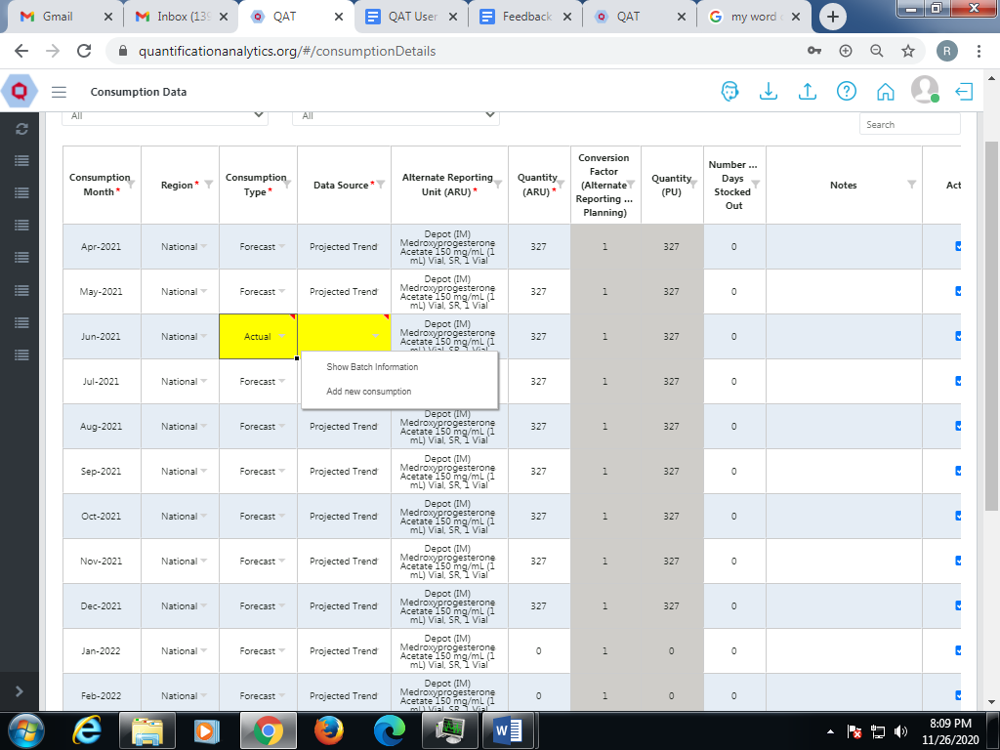 Gmail
Inbox (139
QAT
QAT User
Feedback
QAT
my word
quantificationanalytics.org/#/consumptionDetails
R
Consumption Data
All
All
Search
Consumption Month *
Region *
Consumption Type *
Data Source *
Alternate Reporting Unit (ARU) *
Quantity (ARU) *
Conversion Factor (Alternate Reporting ... Planning)
Quantity (PU)
Number ... Days Stocked Out
Notes
Act
Apr-2021 National Forecast Projected Trend Depot (IM) Medroxyprogesterone Acetate 150 mg/mL (1 mL) Vial, SR, 1 Vial 327 1 327 0
May-2021 National Forecast Projected Trend Depot (IM) Medroxyprogesterone Acetate 150 mg/mL (1 mL) Vial, SR, 1 Vial 327 1 327 0
Jun-2021 National Actual Depot (IM) Medroxyprogesterone Acetate 150 mg/mL (1 mL) Vial, SR, 1 Vial 327 1 327 0
Show Batch Information
Add new consumption
Jul-2021 National Forecast 327 1 327 0
Aug-2021 National Forecast Projected Trend Depot (IM) Medroxyprogesterone Acetate 150 mg/mL (1 mL) Vial, SR, 1 Vial 327 1 327 0
Sep-2021 National Forecast Projected Trend Depot (IM) Medroxyprogesterone Acetate 150 mg/mL (1 mL) Vial, SR, 1 Vial 327 1 327 0
Oct-2021 National Forecast Projected Trend Depot (IM) Medroxyprogesterone Acetate 150 mg/mL (1 mL) Vial, SR, 1 Vial 327 1 327 0
Nov-2021 National Forecast Projected Trend Depot (IM) Medroxyprogesterone Acetate 150 mg/mL (1 mL) Vial, SR, 1 Vial 327 1 327 0
Dec-2021 National Forecast Projected Trend Depot (IM) Medroxyprogesterone Acetate 150 mg/mL (1 mL) Vial, SR, 1 Vial 327 1 327 0
Jan-2022 National Forecast Projected Trend Depot (IM) Medroxyprogesterone Acetate 150 mg/mL (1 mL) Vial, SR, 1 Vial 0 1 0 0
Feb-2022 National Forecast Projected Trend Depot (IM) Medroxyprogesterone Acetate 150 mg/mL (1 mL) Vial, SR, 1 Vial 0 1 0 0
8:09 PM
11/26/2020